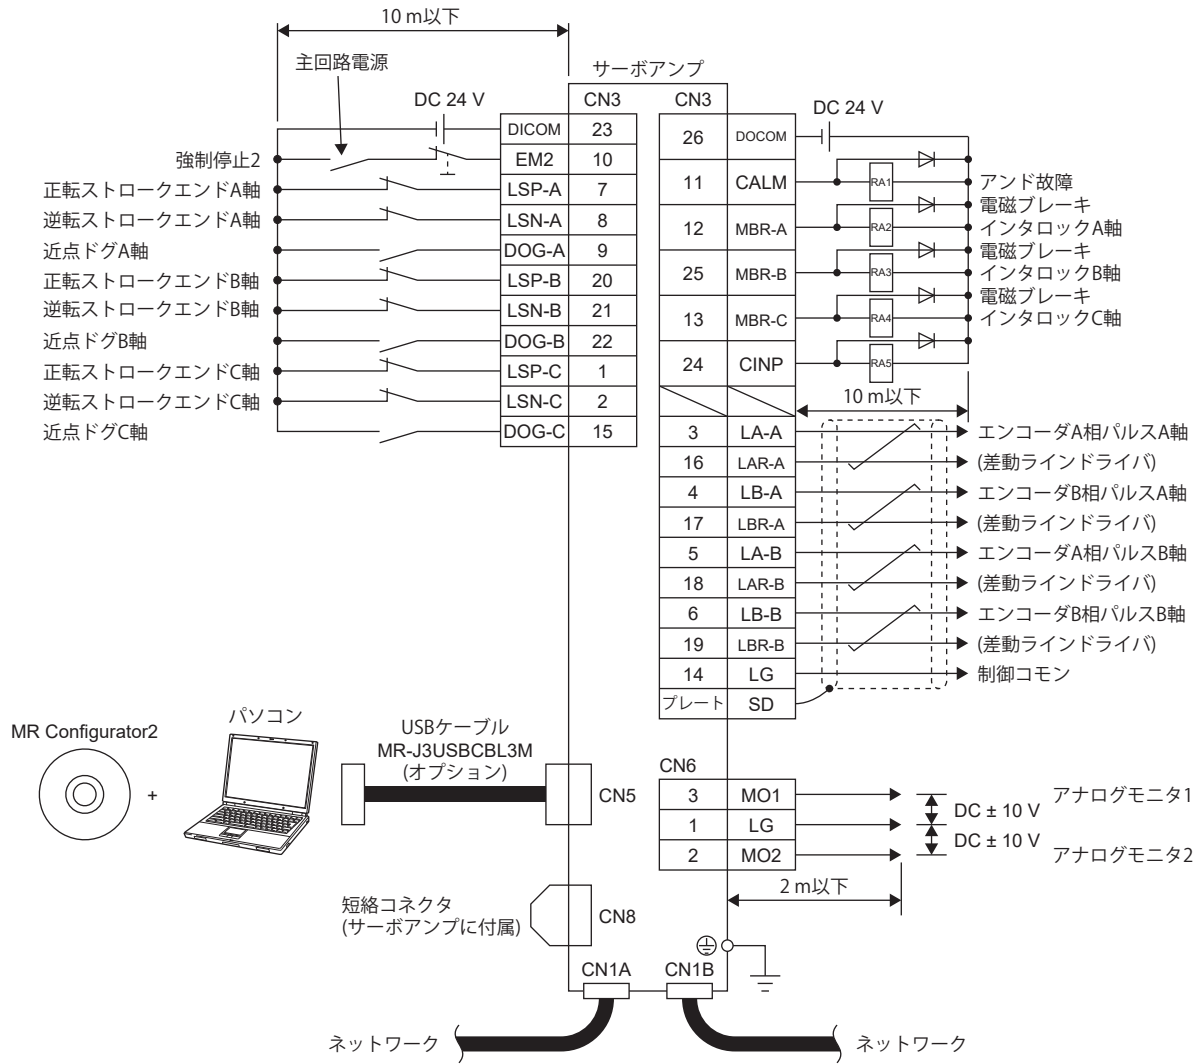 10 m以下
主回路電源
サーボアンプ
DC 24 V
CN3
CN3
DC 24 V
DICOM 23
強制停止2 EM2 10
正転ストロークエンドA軸 LSP-A 7
逆転ストロークエンドA軸 LSN-A 8
近点ドグA軸 DOG-A 9
正転ストロークエンドB軸 LSP-B 20
逆転ストロークエンドB軸 LSN-B 21
近点ドグB軸 DOG-B 22
正転ストロークエンドC軸 LSP-C 1
逆転ストロークエンドC軸 LSN-C 2
近点ドグC軸 DOG-C 15
26 DOCOM
11 CALM RA1 アンド故障
電磁ブレーキ
12 MBR-A RA2 インタロックA軸
電磁ブレーキ
25 MBR-B RA3 インタロックB軸
電磁ブレーキ
13 MBR-C RA4 インタロックC軸
24 CINP RA5
10 m以下
3 LA-A エンコーダA相パルスA軸
16 LAR-A (差動ラインドライバ)
4 LB-A エンコーダB相パルスA軸
17 LBR-A (差動ラインドライバ)
5 LA-B エンコーダA相パルスB軸
18 LAR-B (差動ラインドライバ)
6 LB-B エンコーダB相パルスB軸
19 LBR-B (差動ラインドライバ)
14 LG 制御コモン
プレート SD
MR Configurator2
+
パソコン
USBケーブル
MR-J3USBCBL3M
(オプション)
CN5
CN6
3 MO1 アナログモニタ1
DC ± 10 V
1 LG
DC ± 10 V
2 MO2 アナログモニタ2
2 m以下
短絡コネクタ
(サーボアンプに付属)
CN8
CN1A
CN1B
ネットワーク
ネットワーク